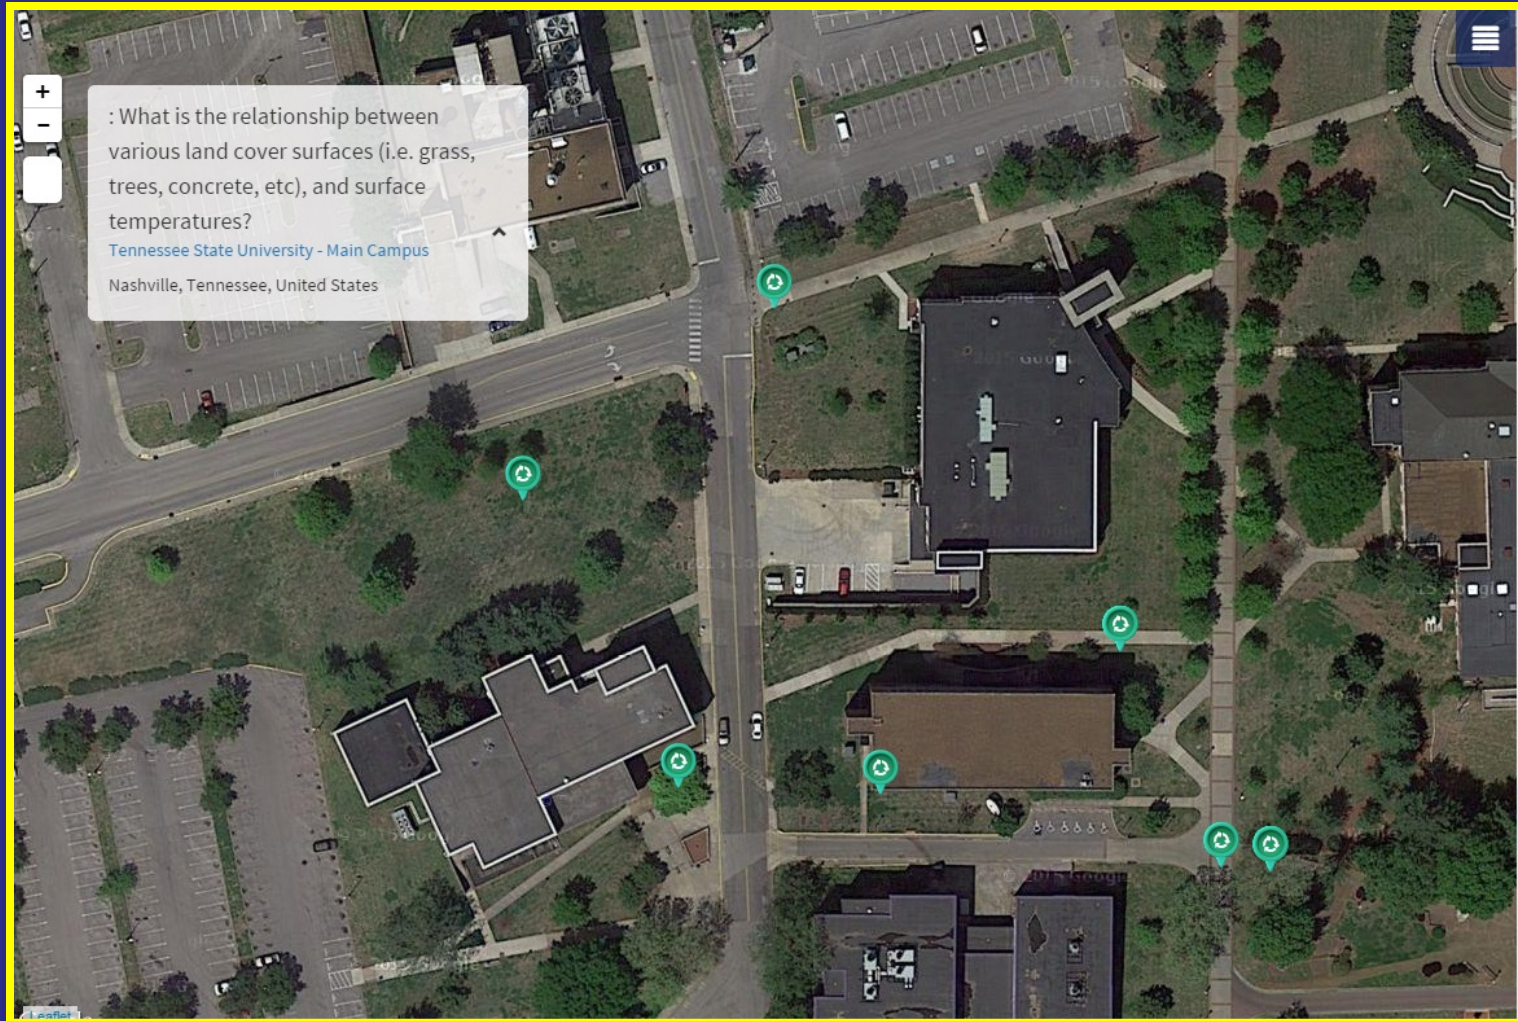 +
: What is the relationship between
−
various land cover surfaces (i.e. grass,
trees, concrete, etc), and surface
temperatures?
Tennessee State University - Main Campus
Nashville, Tennessee, United States
Leaflet